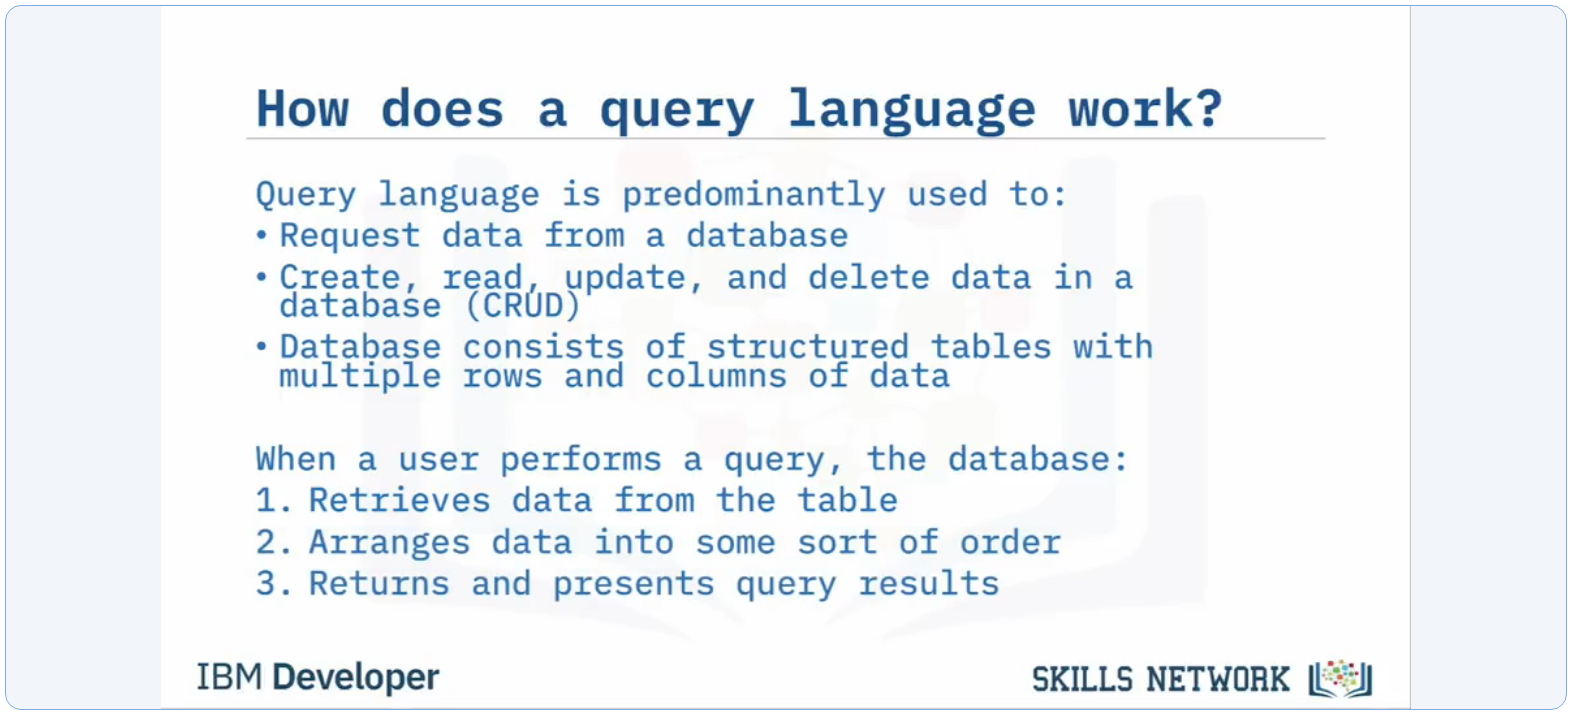 How does a query language work?
Query language is predominantly used to:
• Request data from a database
• Create, read, update, and delete data in a
database (CRUD)
• Database consists of structured tables with
multiple rows and columns of data
When a user performs a query, the database:
1. Retrieves data from the table
2. Arranges data into some sort of order
3. Returns and presents query results
IBM Developer
SKILLS NETWORK